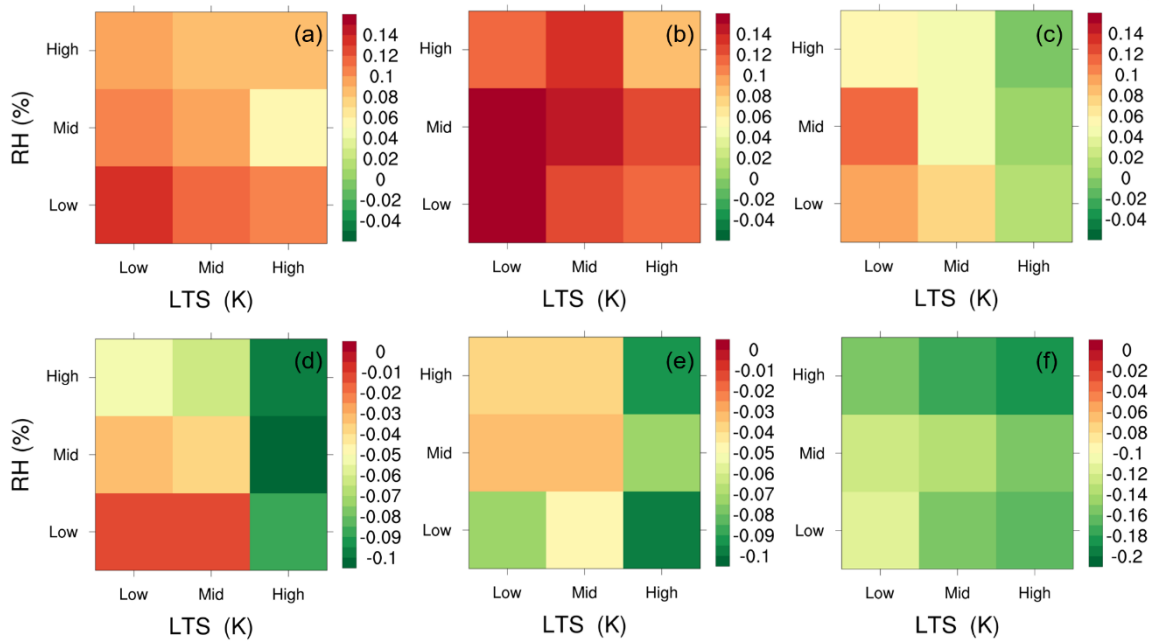 (a)
RH (%)
High
Mid
Low
Low Mid High
LTS (K)
0.14
0.1
0.08
0.06
0.04
0.02
0
-0.02
-0.04
(b)
High
Mid
Low
Low Mid High
LTS (K)
0.14
0.1
0.08
0.06
0.04
0.02
0
-0.02
-0.04
(c)
High
Mid
Low
Low Mid High
LTS (K)
0.14
0.1
0.08
0.06
0.04
0.02
0
-0.02
-0.04
(d)
RH (%)
High
Mid
Low
Low Mid High
LTS (K)
0
-0.01
-0.02
-0.03
-0.04
-0.05
-0.06
-0.07
-0.08
-0.09
-0.1
(e)
High
Mid
Low
Low Mid High
LTS (K)
0
-0.01
-0.02
-0.03
-0.04
-0.05
-0.06
-0.07
-0.08
-0.09
-0.1
(f)
High
Mid
Low
Low Mid High
LTS (K)
0
-0.02
-0.04
-0.06
-0.08
-0.1
-0.12
-0.14
-0.16
-0.18
-0.2